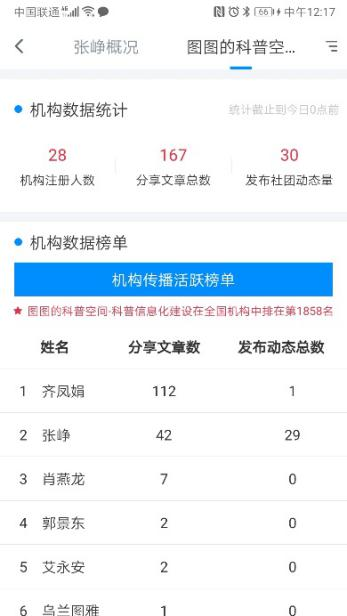 中国联通 66 中午12:17
张峥概况 图图的科普空...
机构数据统计 统计截止到今日0点前
28 167 30
机构注册人数 分享文章总数 发布社团动态量
机构数据榜单
机构传播活跃榜单
★ 图图的科普空间-科普信息化建设在全国机构中排在第1858名
姓名 分享文章数 发布动态总数
1 齐凤娟 112 1
2 张峥 42 29
3 肖燕龙 7 0
4 郭景东 2 0
5 艾永安 2 0
6 乌兰图雅 1 0